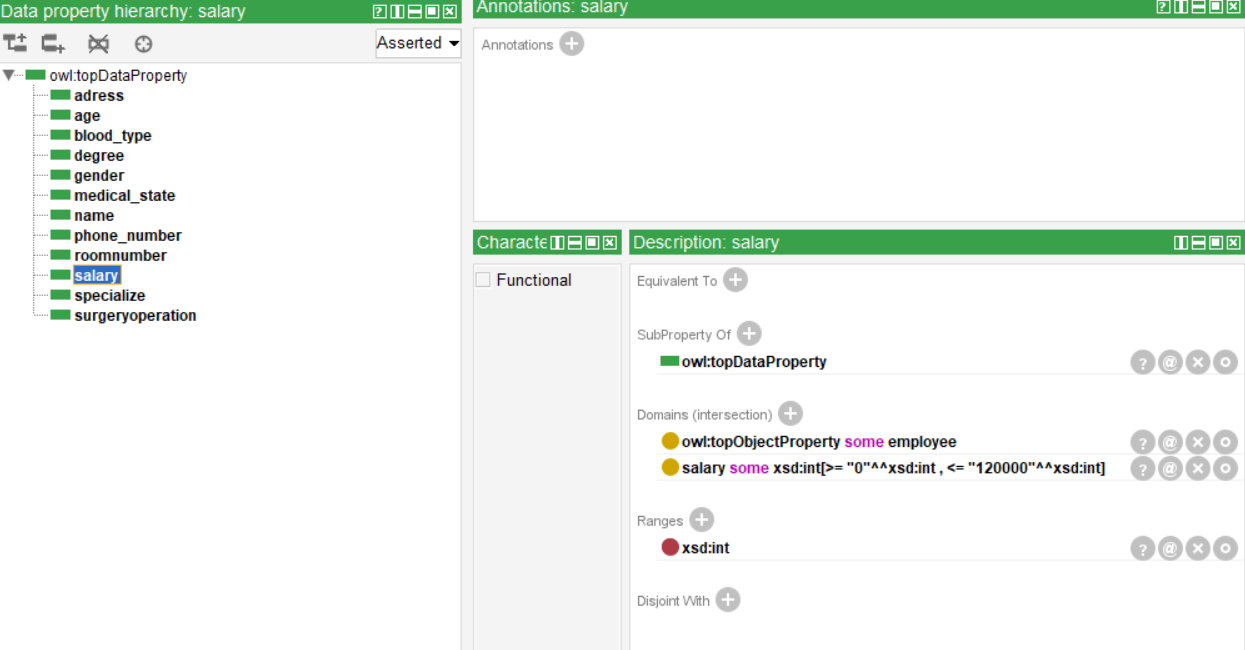 Data property hierarchy: salary
Asserted
owl:topDataProperty
adress
age
blood_type
degree
gender
medical_state
name
phone_number
roomnumber
salary
specialize
surgeryoperation
Annotations: salary
Annotations
Characte
Functional
Description: salary
Equivalent To
SubProperty Of
owl:topDataProperty
Domains (intersection)
owl:topObjectProperty some employee
salary some xsd:int[>= "0"^^xsd:int , <= "120000"^^xsd:int]
Ranges
xsd:int
Disjoint With